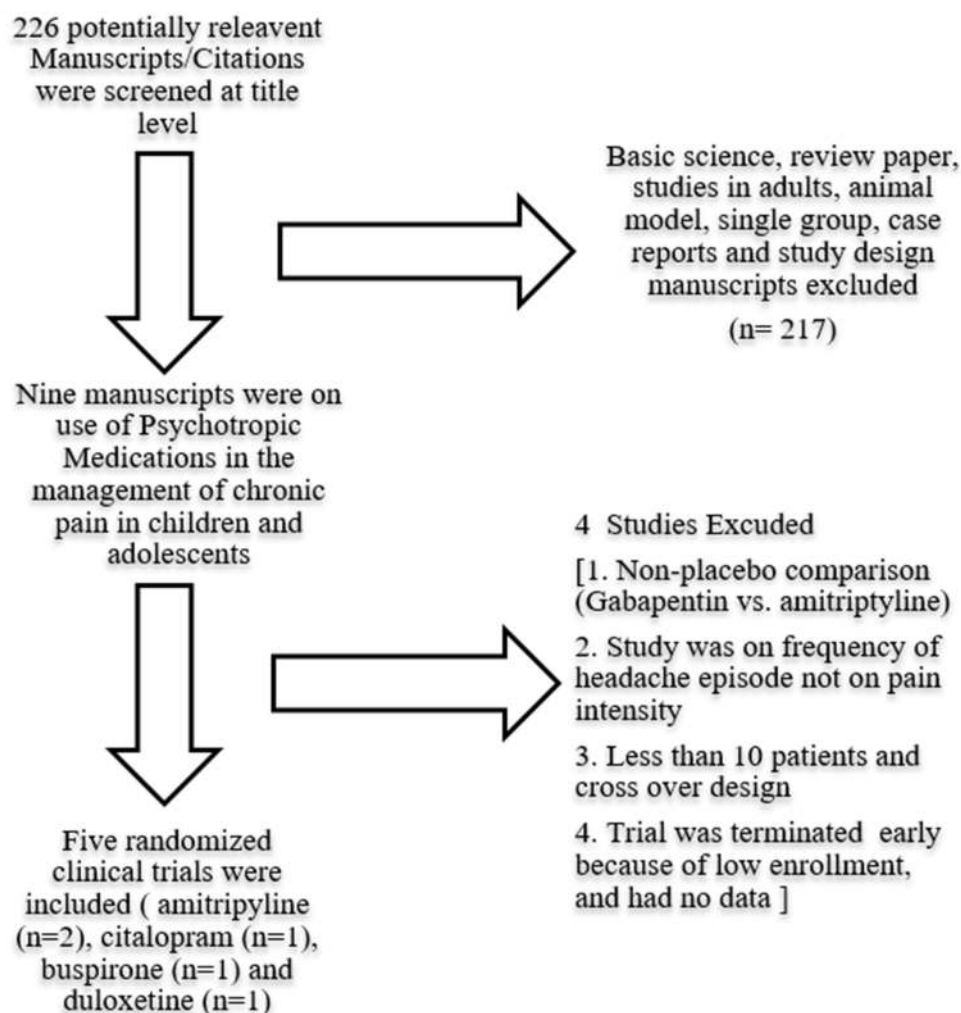 226 potentially releavent
Manuscripts/Citations
were screened at title
level
Basic science, review paper,
studies in adults, animal
model, single group, case
reports and study design
manuscripts excluded
(n= 217)
Nine manuscripts were on
use of Psychotropic
Medications in the
management of chronic
pain in children and
adolescents
4 Studies Excuded
[1. Non-placebo comparison
(Gabapentin vs. amitriptyline)
2. Study was on frequency of
headache episode not on pain
intensity
3. Less than 10 patients and
cross over design
4. Trial was terminated early
because of low enrollment,
and had no data ]
Five randomized
clinical trials were
included ( amitripyline
(n=2), citalopram (n=1),
buspirone (n=1) and
duloxetine (n=1)